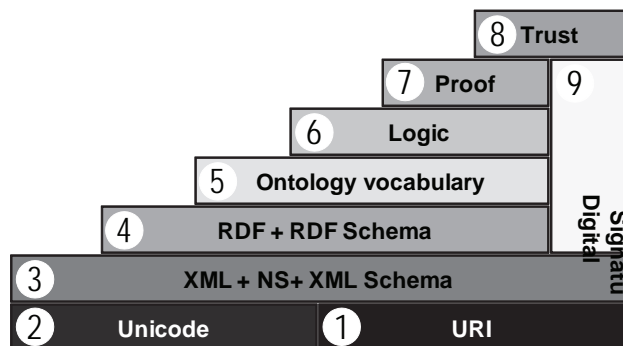 8 Trust
7 Proof
9
6 Logic
5 Ontology vocabulary
Digital
Signatu
4 RDF + RDF Schema
3 XML + NS+ XML Schema
2 Unicode
1 URI